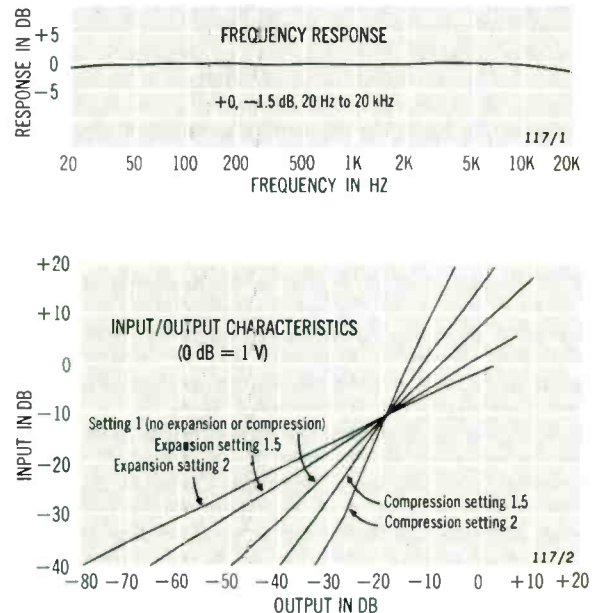 RESPONSE IN DB
+5
0
−5
FREQUENCY RESPONSE
+0, −1.5 dB, 20 Hz to 20 kHz
117/1
20 50 100 200 500 1K 2K 5K 10K 20K
FREQUENCY IN HZ
INPUT IN DB
+20
+10
0
−10
−20
−30
−40
INPUT/OUTPUT CHARACTERISTICS
(0 dB = 1 V)
Setting 1 (no expansion or compression)
Expansion setting 1.5
Expansion satting 2
Compression setting 1.5
Compression setting 2
117/2
−80 −70 −60 −50 −40 −30 −20 −10 0 +10 +20
OUTPUT IN DB